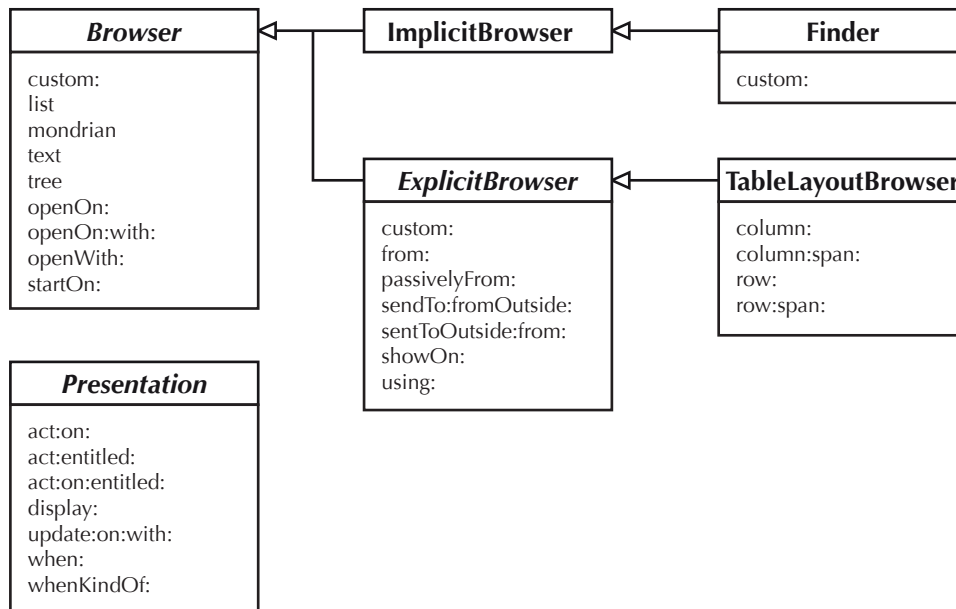 Browser
custom:
list
mondrian
text
tree
openOn:
openOn:with:
openWith:
startOn:
ImplicitBrowser
Finder
custom:
ExplicitBrowser
custom:
from:
passivelyFrom:
sendTo:fromOutside:
sentToOutside:from:
showOn:
using:
TableLayoutBrowser
column:
column:span:
row:
row:span:
Presentation
act:on:
act:entitled:
act:on:entitled:
display:
update:on:with:
when:
whenKindOf: